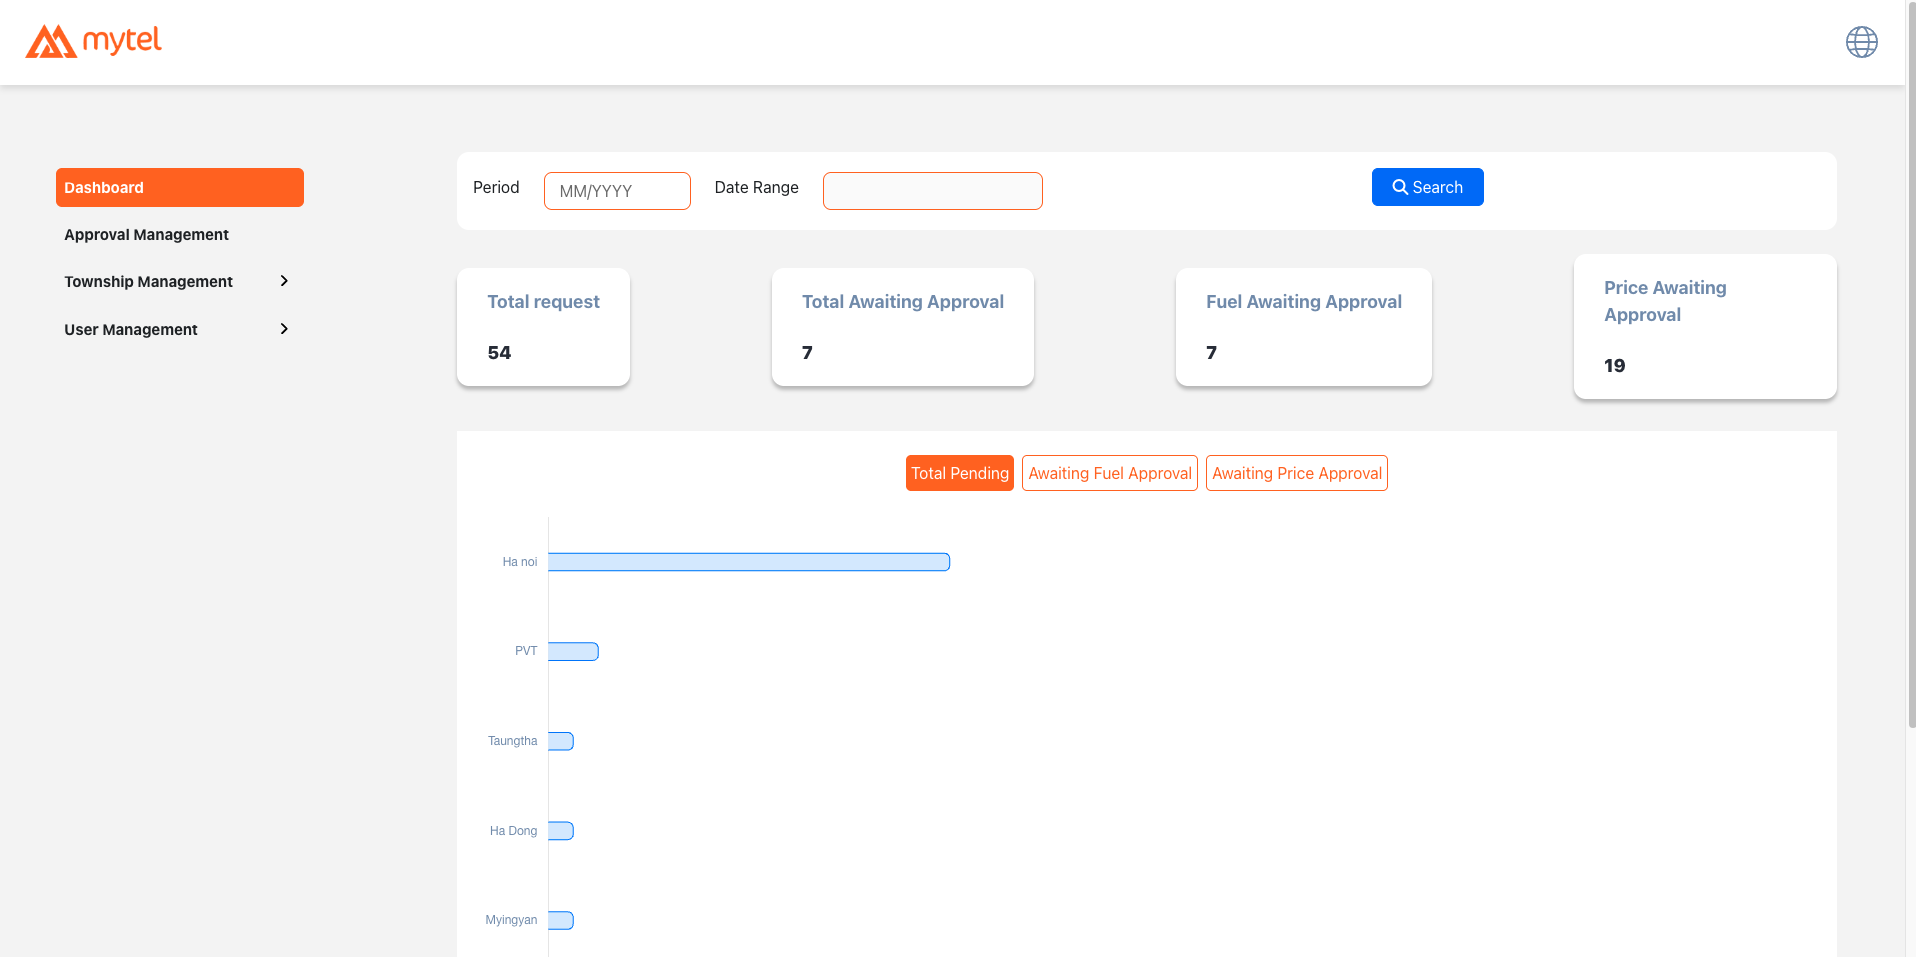 mytel
Dashboard
Approval Management
Township Management
User Management
Period
MM/YYYY
Date Range
Search
Total request
54
Total Awaiting Approval
7
Fuel Awaiting Approval
7
Price Awaiting
Approval
19
Total Pending
Awaiting Fuel Approval
Awaiting Price Approval
Ha noi
PVT
Taungtha
Ha Dong
Myingyan